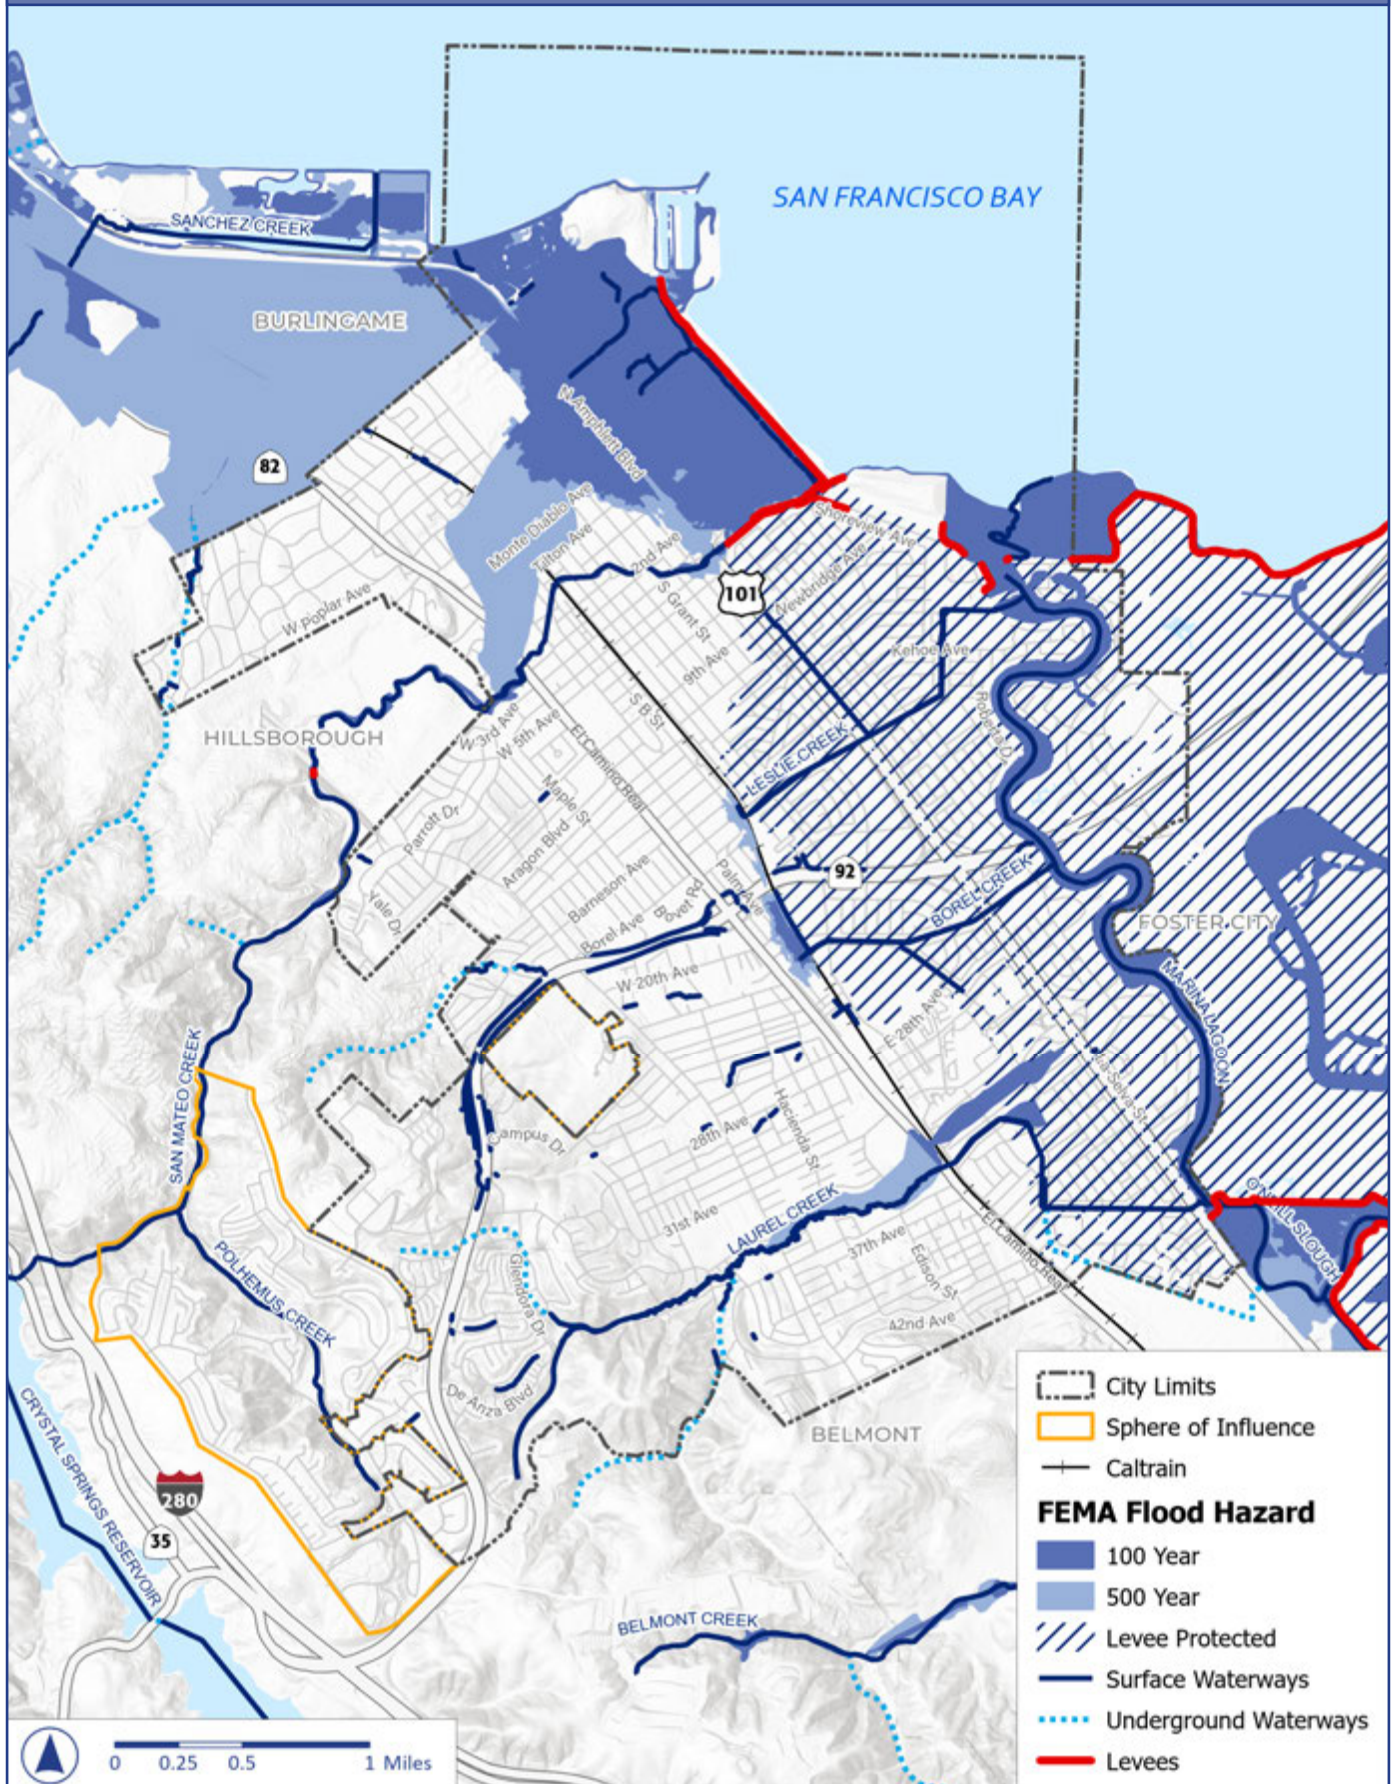 SAN FRANCISCO BAY
SANCHEZ CREEK
BURLINGAME
N Amphlett Blvd
82
Monte Diablo Ave
Tilton Ave
2nd Ave
Shoreview Ave
101
Newbridge Ave
S Grant St
W Poplar Ave
9th Ave
Kehoe Ave
HILLSBOROUGH
W 3rd Ave
W 5th Ave
S B St
El Camino Real
Roberta Dr
LESLIE CREEK
Maple St
Parrott Dr
Aragon Blvd
Barneson Ave
Palm Ave
92
Yale Dr
Bovet Rd
Borel Ave
BOREL CREEK
FOSTER CITY
W 20th Ave
MARINA LAGOON
E 28th Ave
SAN MATEO CREEK
La Selva St
Campus Dr
28th Ave
Hacienda St
31st Ave
LAUREL CREEK
O'NEILL SLOUGH
POLHEMUS CREEK
Glendora Dr
37th Ave
Edison St
El Camino Real
42nd Ave
De Anza Blvd
BELMONT
CRYSTAL SPRINGS RESERVOIR
280
35
BELMONT CREEK
City Limits
Sphere of Influence
Caltrain
FEMA Flood Hazard
100 Year
500 Year
Levee Protected
Surface Waterways
Underground Waterways
Levees
0 0.25 0.5 1 Miles